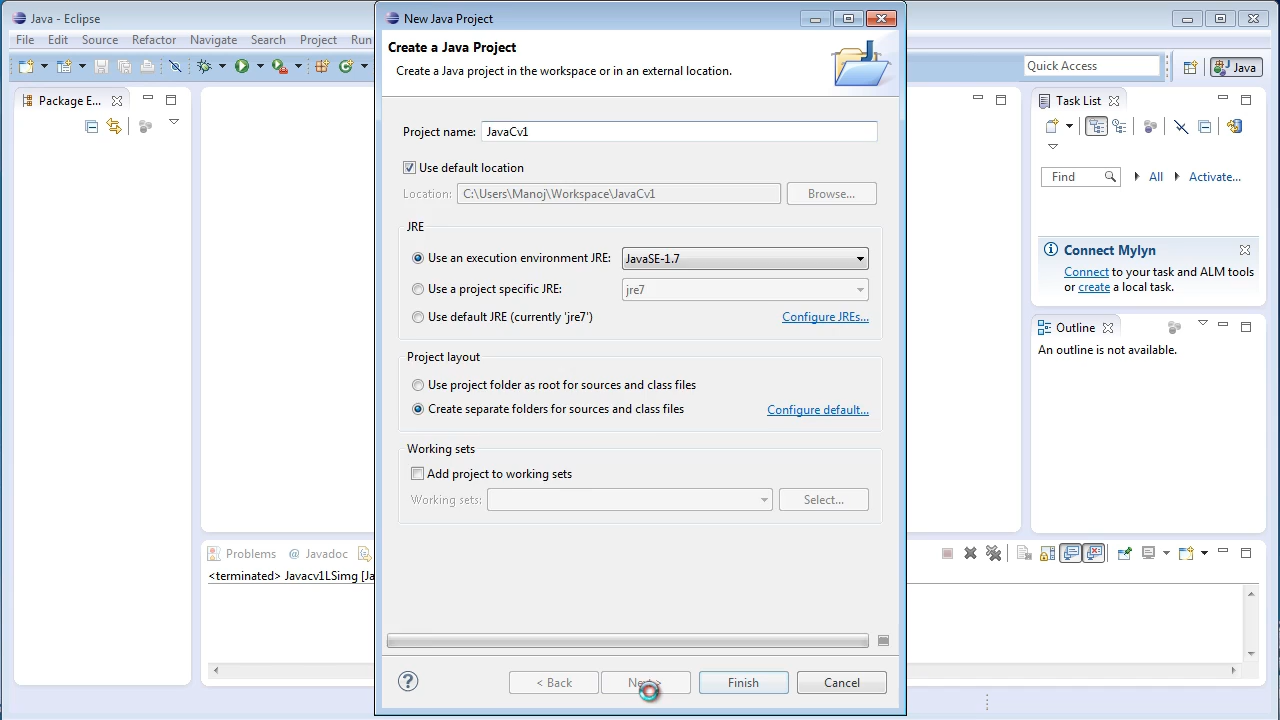 Java - Eclipse
New Java Project
File Edit Source Refactor Navigate Search Project Run
Create a Java Project
Create a Java project in the workspace or in an external location.
Quick Access
Java
Package E...
Task List
Project name: JavaCv1
Use default location
Location: C:\Users\Manoj\Workspace\JavaCv1 Browse...
Find All Activate...
JRE
Use an execution environment JRE: JavaSE-1.7
Connect Mylyn
Connect to your task and ALM tools
or create a local task.
Use a project specific JRE: jre7
Use default JRE (currently 'jre7') Configure JREs...
Outline
An outline is not available.
Project layout
Use project folder as root for sources and class files
Create separate folders for sources and class files Configure default...
Working sets
Add project to working sets
Working sets: Select...
Problems @ Javadoc
<terminated> Javacv1LSimg [Ja
? < Back Finish Cancel